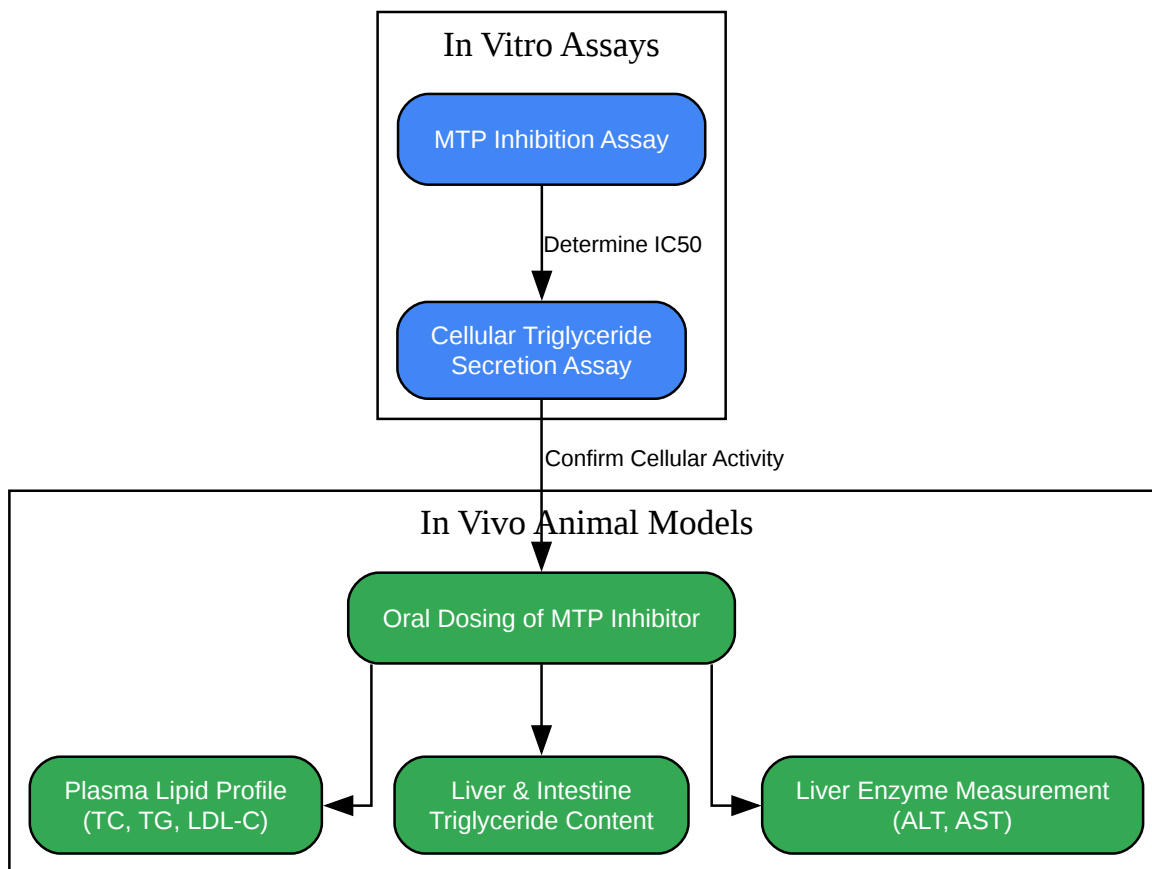 In Vitro Assays
MTP Inhibition Assay
Determine IC50
Cellular Triglyceride
Secretion Assay
Confirm Cellular Activity
In Vivo Animal Models
Oral Dosing of MTP Inhibitor
Plasma Lipid Profile
(TC, TG, LDL-C)
Liver & Intestine
Triglyceride Content
Liver Enzyme Measurement
(ALT, AST)